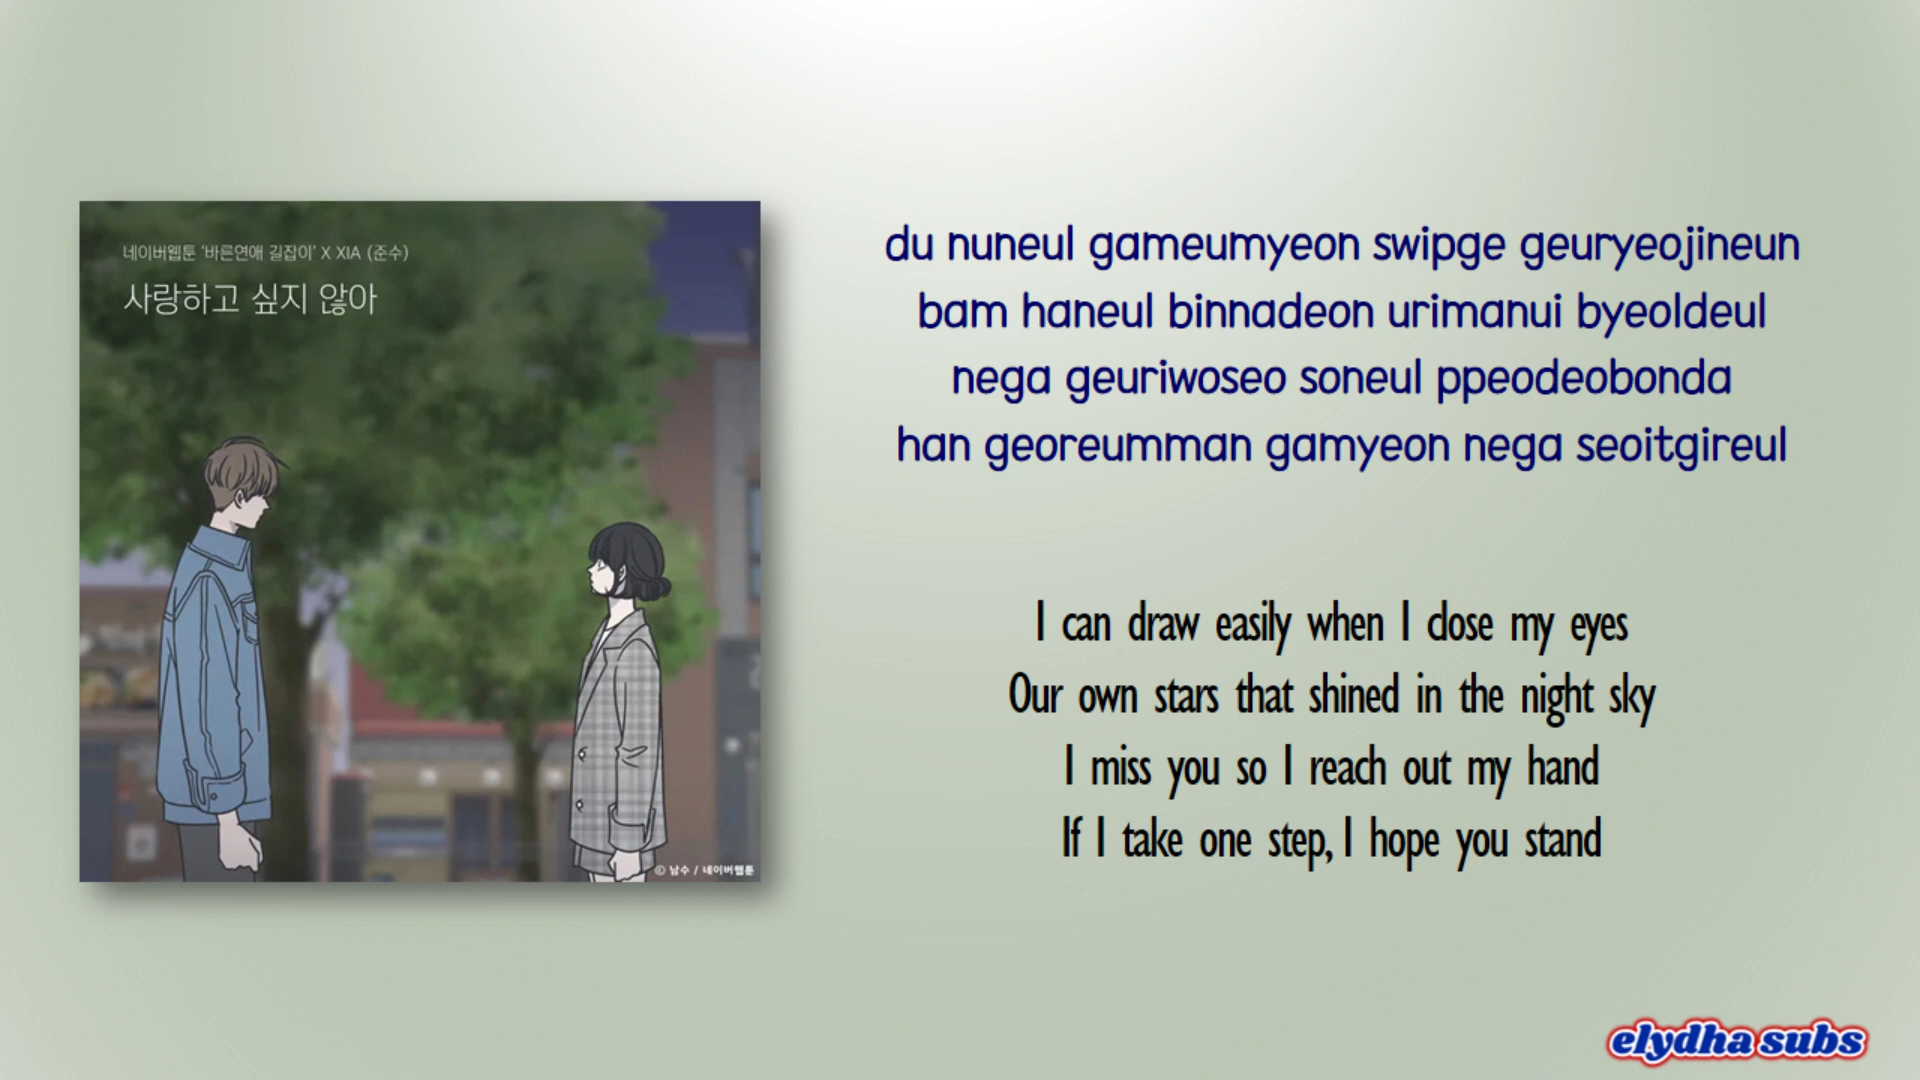 네이버웹툰 '바른연애 길잡이' X XIA (준수)
사랑하고 싶지 않아
© 남수 / 네이버웹툰
du nuneul gameumyeon swipge geuryeojineun
bam haneul binnadeon urimanui byeoldeul
nega geuriwoseo soneul ppeodeobonda
han georeumman gamyeon nega seoitgireul
I can draw easily when I close my eyes
Our own stars that shined in the night sky
I miss you so I reach out my hand
If I take one step, I hope you stand
elydha subs